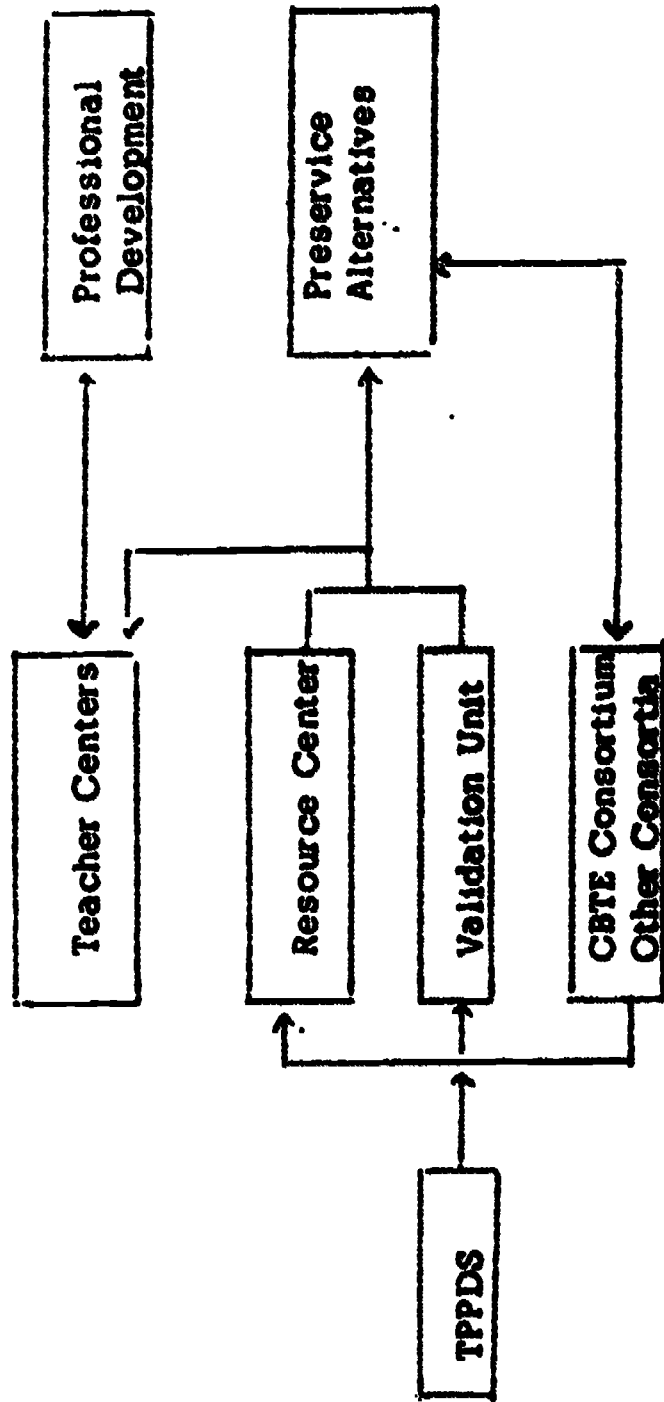 TPPDS
Teacher Centers
Resource Center
Validation Unit
CBTE Consortium
Other Consortia
Professional
Development
Preservice
Alternatives